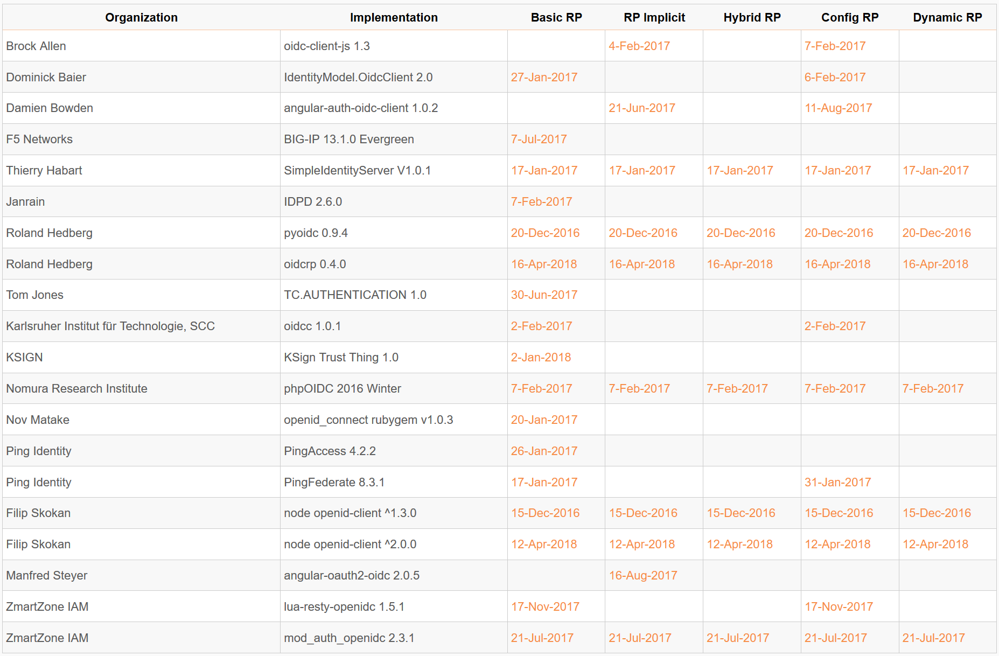 Organization Implementation Basic RP RP Implicit Hybrid RP Config RP Dynamic RP
Brock Allen oidc-client-js 1.3 4-Feb-2017 7-Feb-2017
Dominick Baier IdentityModel.OidcClient 2.0 27-Jan-2017 6-Feb-2017
Damien Bowden angular-auth-oidc-client 1.0.2 21-Jun-2017 11-Aug-2017
F5 Networks BIG-IP 13.1.0 Evergreen 7-Jul-2017
Thierry Habart SimpleIdentityServer V1.0.1 17-Jan-2017 17-Jan-2017 17-Jan-2017 17-Jan-2017 17-Jan-2017
Janrain IDPD 2.6.0 7-Feb-2017
Roland Hedberg pyoidc 0.9.4 20-Dec-2016 20-Dec-2016 20-Dec-2016 20-Dec-2016 20-Dec-2016
Roland Hedberg oidcrp 0.4.0 16-Apr-2018 16-Apr-2018 16-Apr-2018 16-Apr-2018 16-Apr-2018
Tom Jones TC.AUTHENTICATION 1.0 30-Jun-2017
Karlsruher Institut für Technologie, SCC oidcc 1.0.1 2-Feb-2017 2-Feb-2017
KSIGN KSign Trust Thing 1.0 2-Jan-2018
Nomura Research Institute phpOIDC 2016 Winter 7-Feb-2017 7-Feb-2017 7-Feb-2017 7-Feb-2017 7-Feb-2017
Nov Matake openid_connect rubygem v1.0.3 20-Jan-2017
Ping Identity PingAccess 4.2.2 26-Jan-2017
Ping Identity PingFederate 8.3.1 17-Jan-2017 31-Jan-2017
Filip Skokan node openid-client ^1.3.0 15-Dec-2016 15-Dec-2016 15-Dec-2016 15-Dec-2016 15-Dec-2016
Filip Skokan node openid-client ^2.0.0 12-Apr-2018 12-Apr-2018 12-Apr-2018 12-Apr-2018 12-Apr-2018
Manfred Steyer angular-oauth2-oidc 2.0.5 16-Aug-2017
ZmartZone IAM lua-resty-openidc 1.5.1 17-Nov-2017 17-Nov-2017
ZmartZone IAM mod_auth_openidc 2.3.1 21-Jul-2017 21-Jul-2017 21-Jul-2017 21-Jul-2017 21-Jul-2017